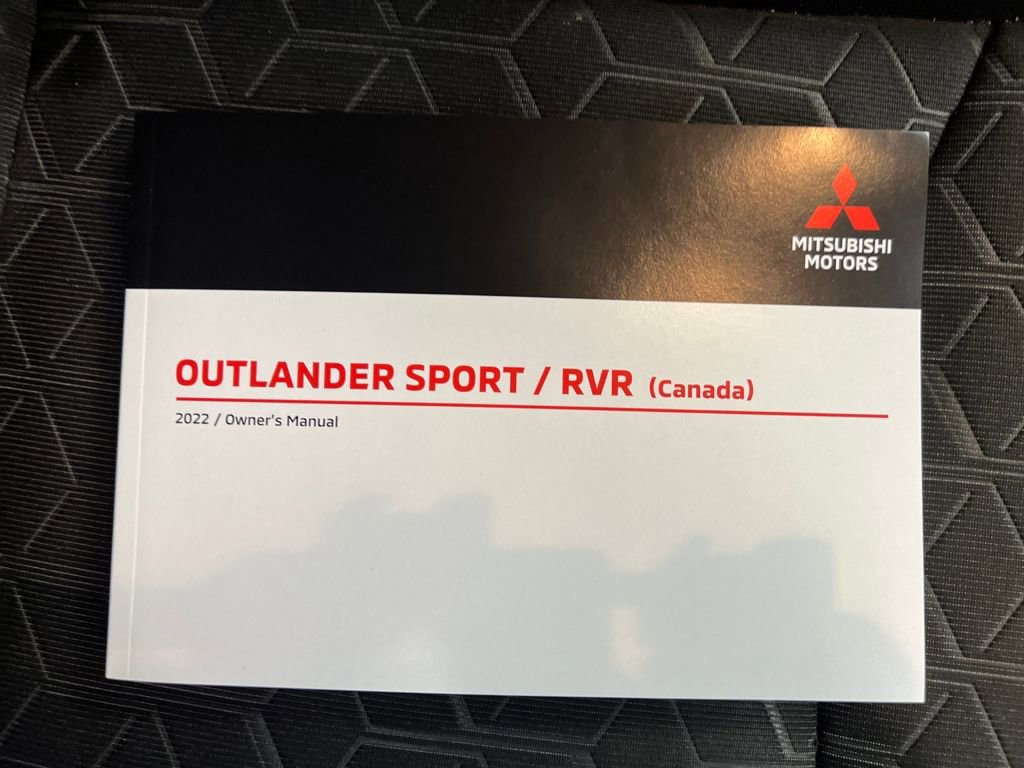 MITSUBISHI
MOTORS
OUTLANDER SPORT / RVR (Canada)
2022 / Owner's Manual